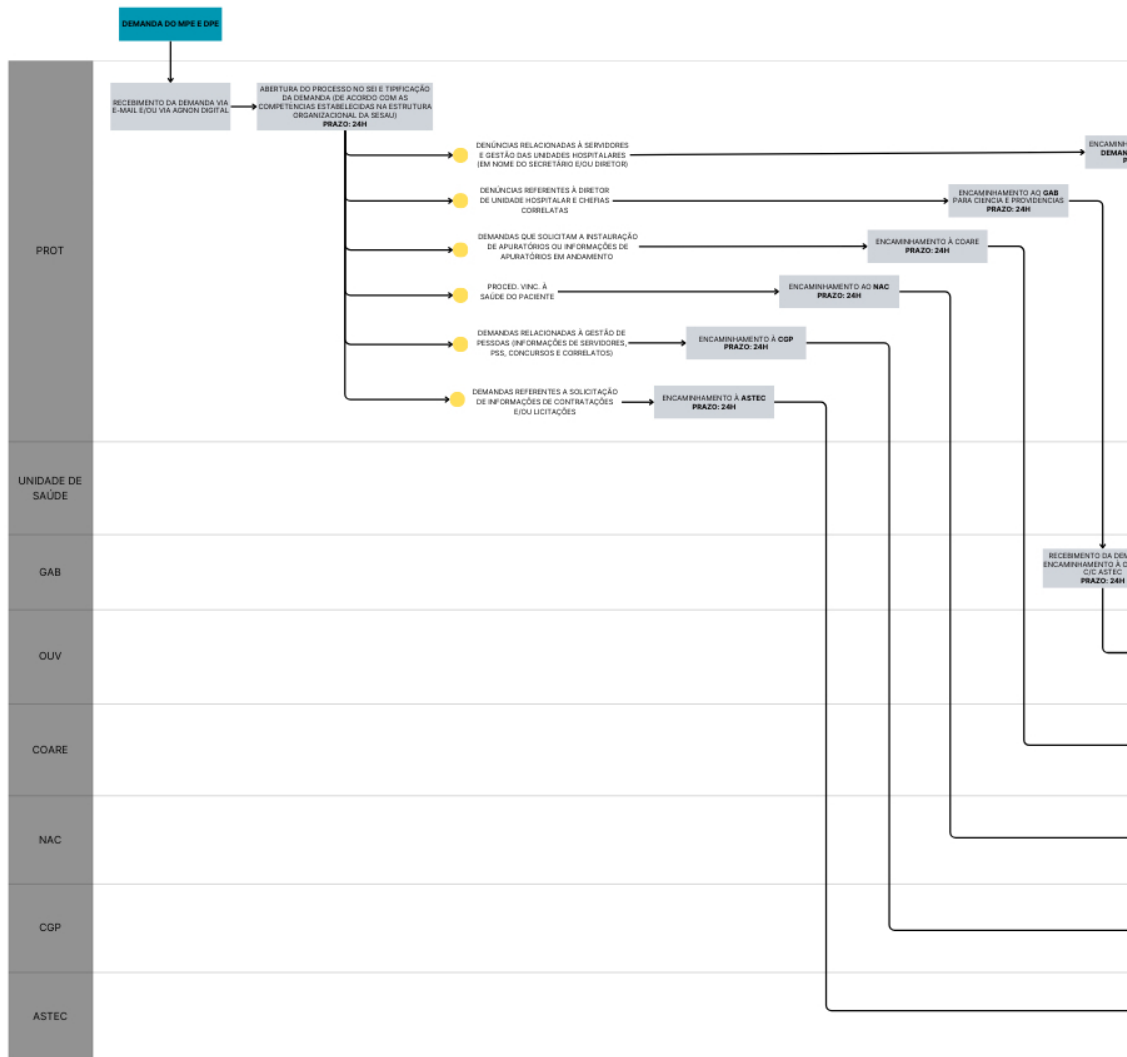 DEMANDA DO MPE E DPE
RECEBIMENTO DA DEMANDA VIA
E-MAIL E/OU VIA AGNON DIGITAL
ABERTURA DO PROCESSO NO SEI E TIPIFICAÇÃO
DA DEMANDA (DE ACORDO COM AS
COMPETENCIAS ESTABELECIDAS NA ESTRUTURA
ORGANIZACIONAL DA SESAU)
PRAZO: 24H
DENÚNCIAS RELACIONADAS À SERVIDORES
E GESTÃO DAS UNIDADES HOSPITALARES
(EM NOME DO SECRETÁRIO E/OU DIRETOR)
DENÚNCIAS REFERENTES À DIRETOR
DE UNIDADE HOSPITALAR E CHEFIAS
CORRELATAS
ENCAMINHAMENTO AO GAB
PARA CIENCIA E PROVIDENCIAS
PRAZO: 24H
PROT
DEMANDAS QUE SOLICITAM A INSTAURAÇÃO
DE APURATÓRIOS OU INFORMAÇÕES DE
APURATÓRIOS EM ANDAMENTO
ENCAMINHAMENTO À COARE
PRAZO: 24H
PROCED. VINC. À
SAÚDE DO PACIENTE
ENCAMINHAMENTO AO NAC
PRAZO: 24H
DEMANDAS RELACIONADAS À GESTÃO DE
PESSOAS (INFORMAÇÕES DE SERVIDORES,
PSS, CONCURSOS E CORRELATOS)
ENCAMINHAMENTO À CGP
PRAZO: 24H
DEMANDAS REFERENTES A SOLICITAÇÃO
DE INFORMAÇÕES DE CONTRATAÇÕES
E/OU LICITAÇÕES
ENCAMINHAMENTO À ASTEC
PRAZO: 24H
UNIDADE DE
SAÚDE
GAB
RECEBIMENTO DA
ENCAMINHAMENTO À
C/C ASTEC
PRAZO: 24H
OUV
COARE
NAC
CGP
ASTEC